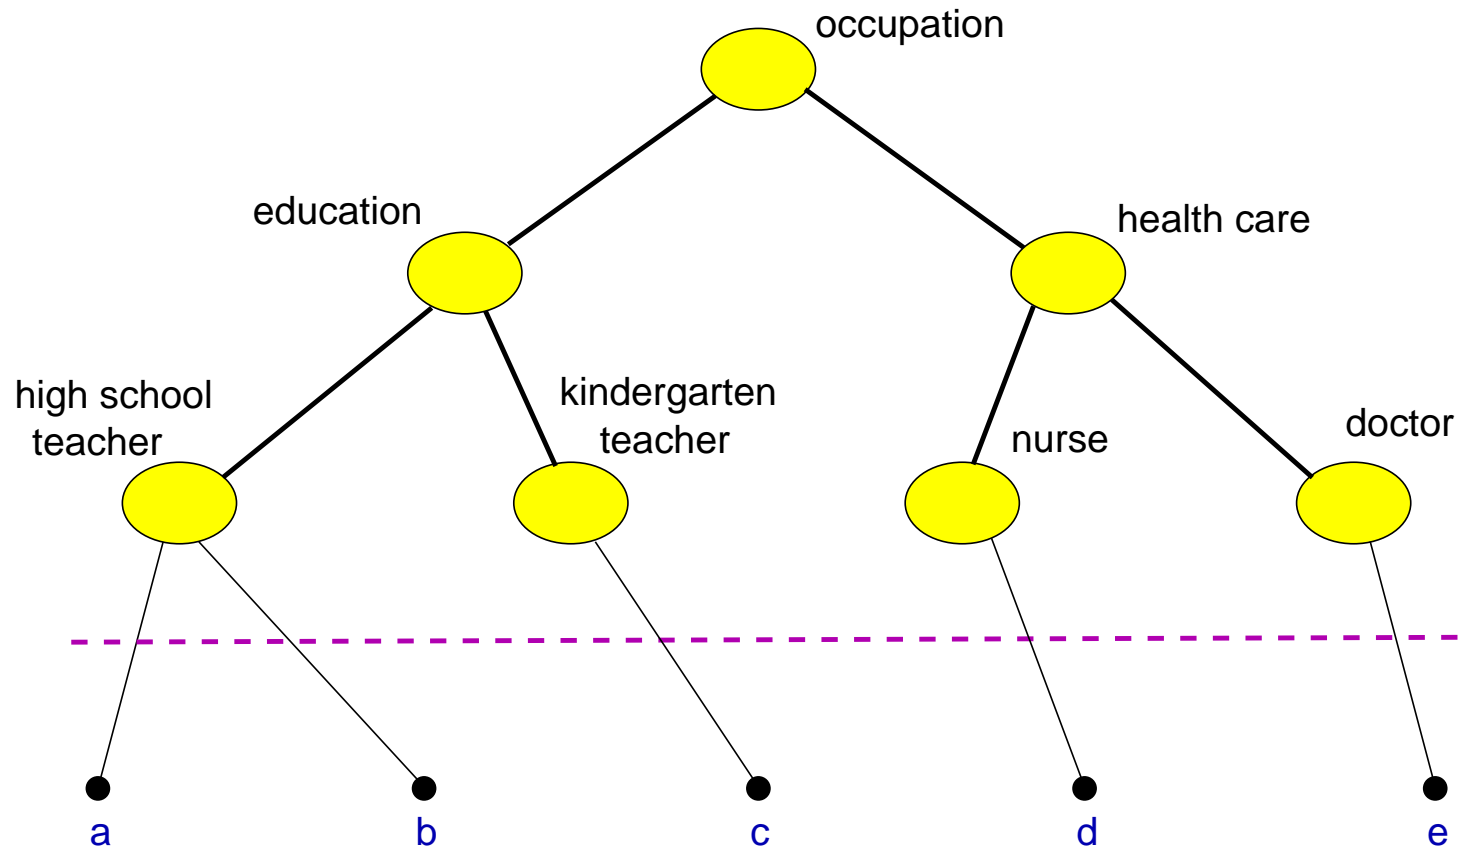 occupation
education
health care
high school
teacher
kindergarten
teacher
nurse
doctor
a
b
c
d
e